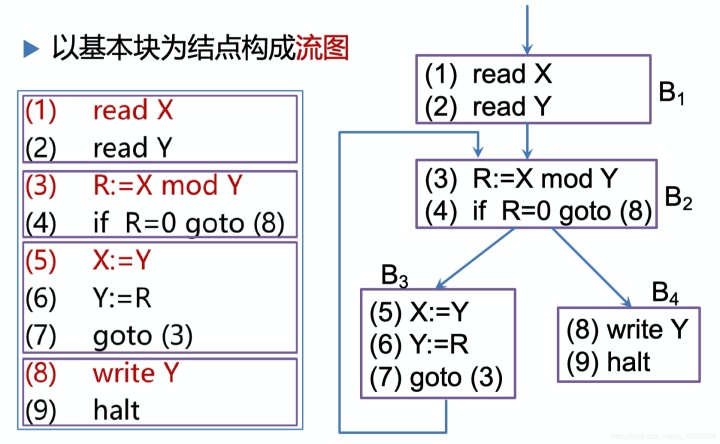 以基本块为结点构成流图
(1) read X
(2) read Y
(3) R:=X mod Y
(4) if R=0 goto (8)
(5) X:=Y
(6) Y:=R
(7) goto (3)
(8) write Y
(9) halt
(1) read X
(2) read Y
B1
(3) R:=X mod Y
(4) if R=0 goto (8)
B2
B3
(5) X:=Y
(6) Y:=R
(7) goto (3)
B4
(8) write Y
(9) halt